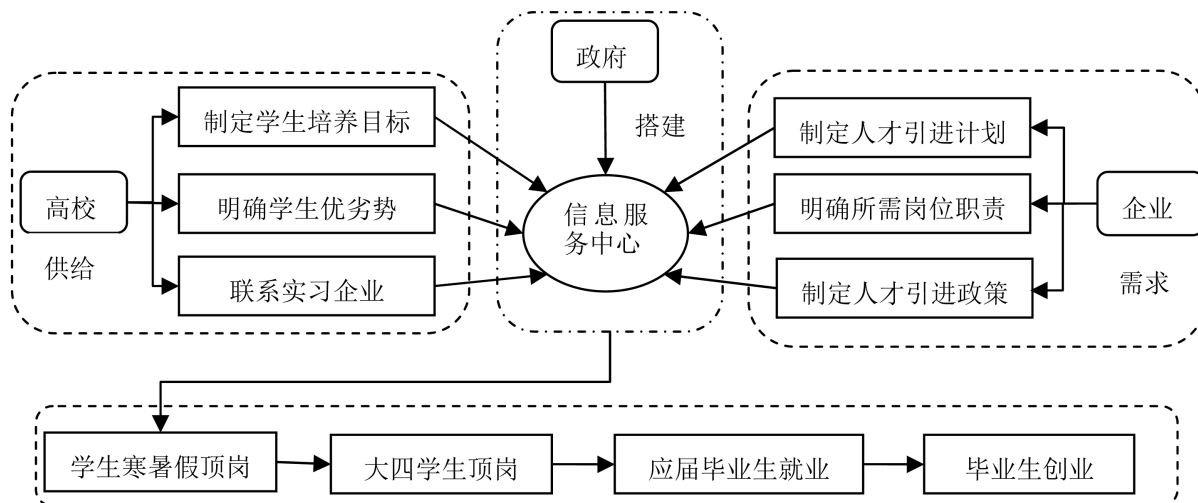 政府
搭建
制定学生培养目标
高校
明确学生优劣势
供给
联系实习企业
信息服
务中心
制定人才引进计划
明确所需岗位职责
企业
制定人才引进政策
需求
学生寒暑假顶岗
大四学生顶岗
应届毕业生就业
毕业生创业